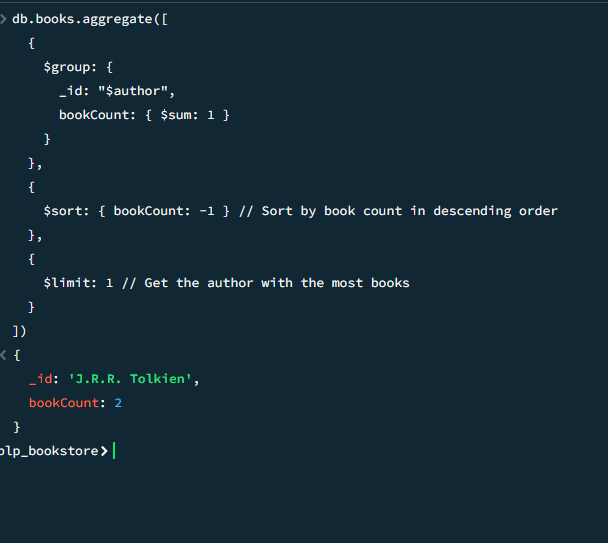 > db.books.aggregate([
  {
    $group: {
      _id: "$author",
      bookCount: { $sum: 1 }
    }
  },
  {
    $sort: { bookCount: -1 } // Sort by book count in descending order
  },
  {
    $limit: 1 // Get the author with the most books
  }
])
< {
  _id: 'J.R.R. Tolkien',
  bookCount: 2
}
plp_bookstore>